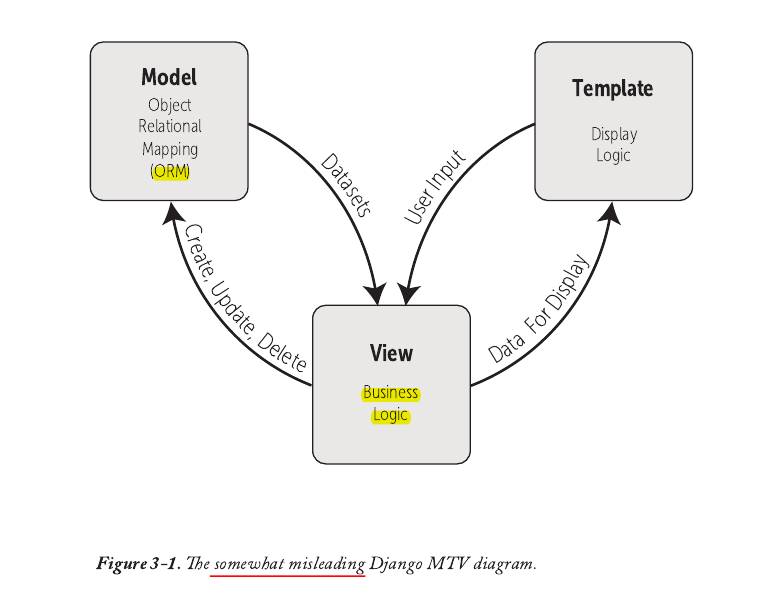 Model
Object
Relational
Mapping
(ORM)
Template
Display
Logic
Datasets
User Input
Create, Update, Delete
Data For Display
View
Business
Logic
Figure 3-1. The somewhat misleading Django MTV diagram.